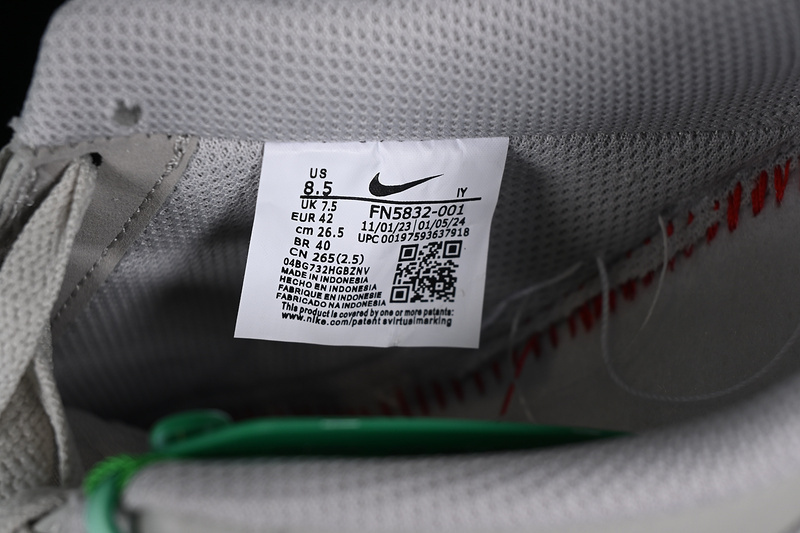 US
8.5
IY
UK 7.5
FN5832-001
EUR 42
11/01/23 | 01/05/24
cm 26.5
UPC 00197593637918
BR 40
CN 265(2.5)
04BG732HGBZNV
MADE IN INDONESIA
HECHO EN INDONESIA
FABRIQUE EN INDONESIE
FABRICADO NA INDONESIA
This product is covered by one or more patents:
www.nike.com/patent svirtualmarking